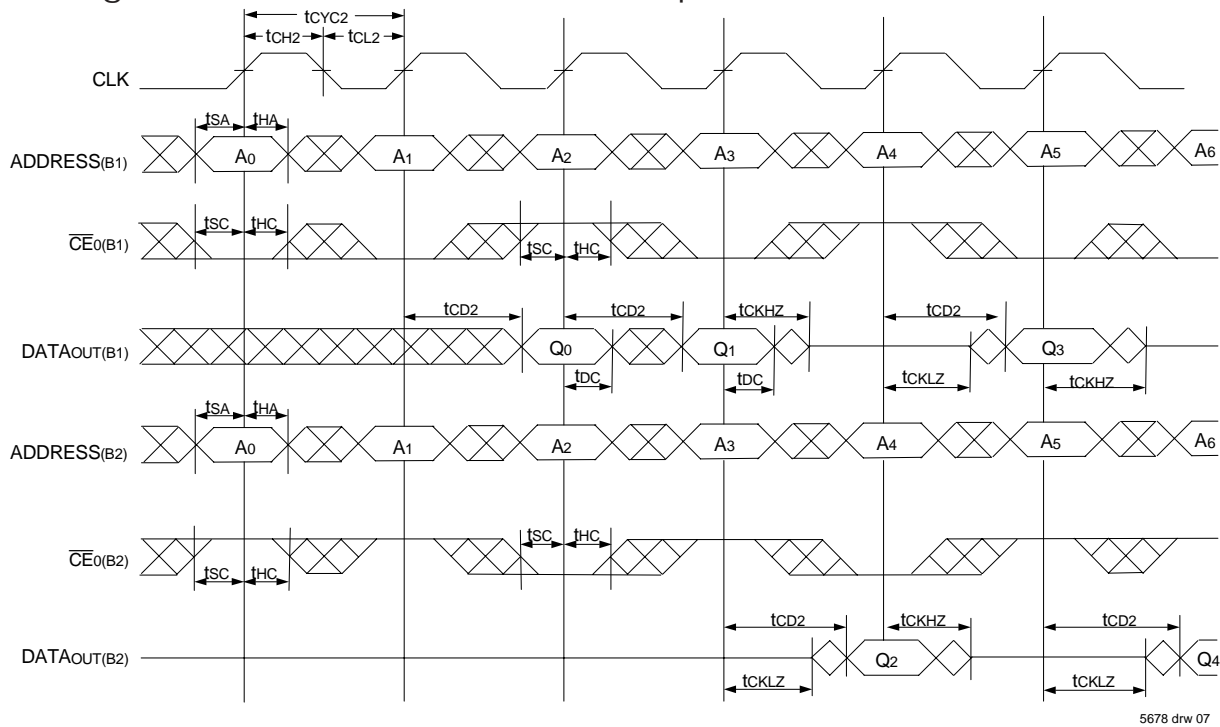 tCYC2
tCH2 tCL2
CLK
tSA tHA
ADDRESS(B1) A0 A1 A2 A3 A4 A5 A6
tSC tHC tSC tHC
CE0(B1)
tCD2 tCD2 tCKHZ tCD2
DATAOUT(B1) Q0 Q1 Q3
tDC tDC tCKLZ tCKHZ
tSA tHA
ADDRESS(B2) A0 A1 A2 A3 A4 A5 A6
tSC tHC
CE0(B2)
tSC tHC
tCD2 tCKHZ tCD2
DATAOUT(B2) Q2 Q4
tCKLZ tCKLZ
5678 drw 07